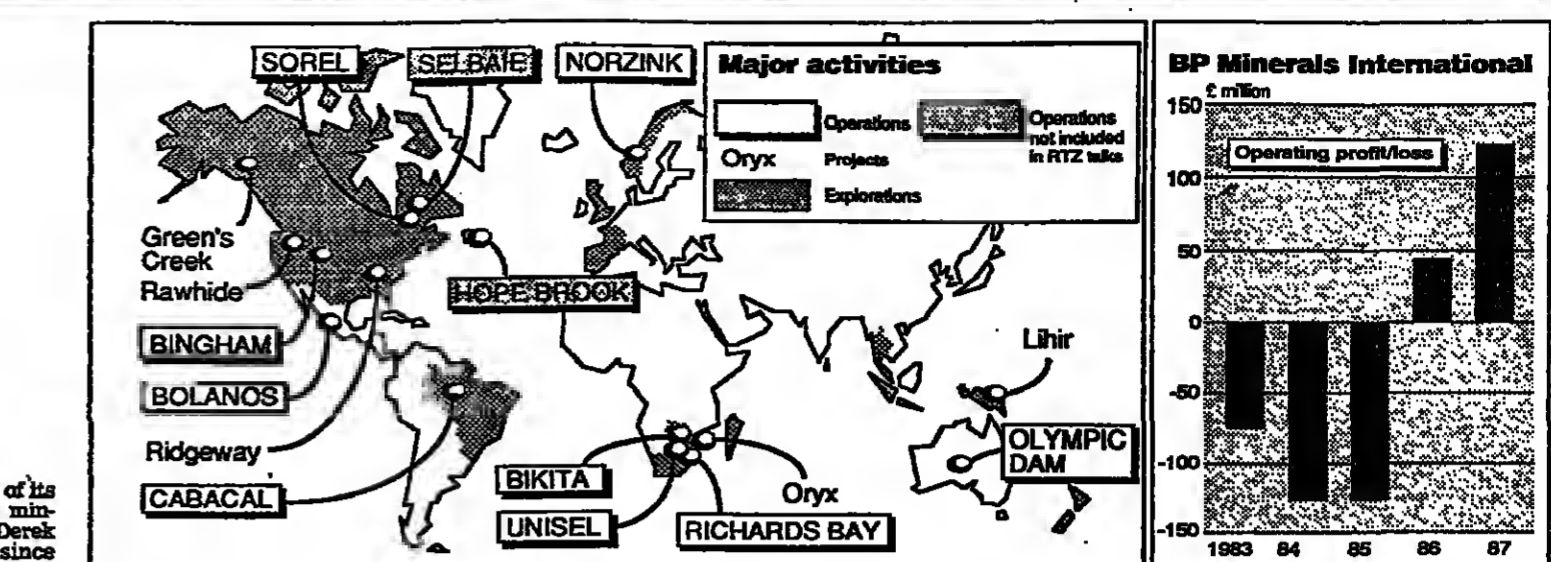 of its
min-
Derek
since
SOREL
SELBAIE
NORZINK
Major activities
Operations
Operations
not included
in RTZ talks
Oryx
Projects
Explorations
Green's
Creek
Rawhide
BINGHAM
BOLANOS
Ridgeway
CABACAL
HOPE BROOK
BIKITA
UNISEL
Oryx
RICHARDS BAY
Lihir
OLYMPIC
DAM
BP Minerals International
£ million
150
Operating profit/loss
100
50
0
-50
-100
-150
1983 84 85 86 87